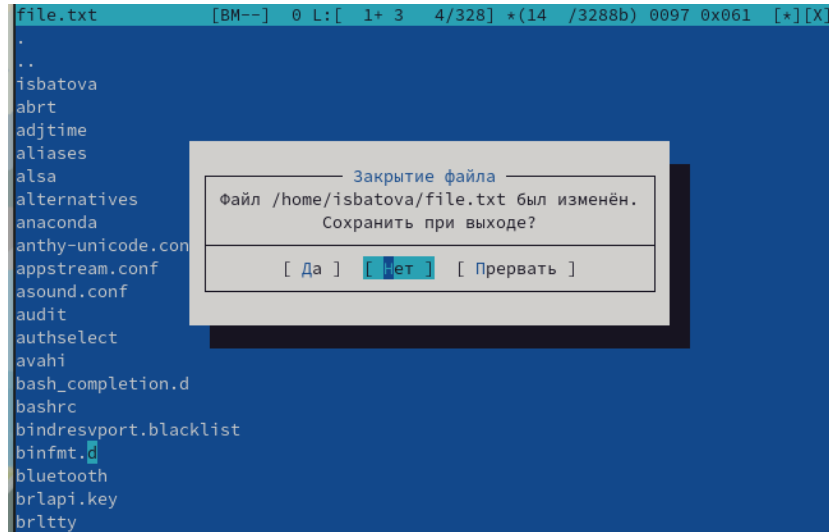 file.txt [BM--] 0 L:[ 1+ 3 4/328] *(14 /3288b) 0097 0x061 [*][X]
.
..
isbatova
abrt
adjtime
aliases
alsa
alternatives
anaconda
anthy-unicode.con
appstream.conf
asound.conf
audit
authselect
avahi
bash_completion.d
bashrc
bindresvport.blacklist
binfmt.d
bluetooth
brlapi.key
brltty
Закрытие файла
Файл /home/isbatova/file.txt был изменён.
Сохранить при выходе?
[ Да ] [ Нет ] [ Прервать ]